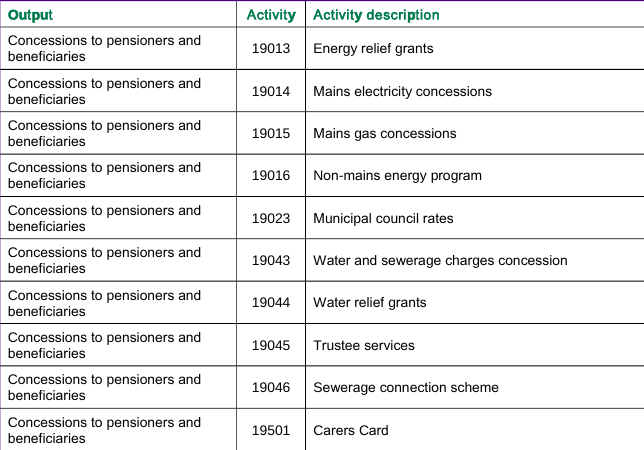 Output Activity Activity description
Concessions to pensioners and
beneficiaries 19013 Energy relief grants
Concessions to pensioners and
beneficiaries 19014 Mains electricity concessions
Concessions to pensioners and
beneficiaries 19015 Mains gas concessions
Concessions to pensioners and
beneficiaries 19016 Non-mains energy program
Concessions to pensioners and
beneficiaries 19023 Municipal council rates
Concessions to pensioners and
beneficiaries 19043 Water and sewerage charges concession
Concessions to pensioners and
beneficiaries 19044 Water relief grants
Concessions to pensioners and
beneficiaries 19045 Trustee services
Concessions to pensioners and
beneficiaries 19046 Sewerage connection scheme
Concessions to pensioners and
beneficiaries 19501 Carers Card